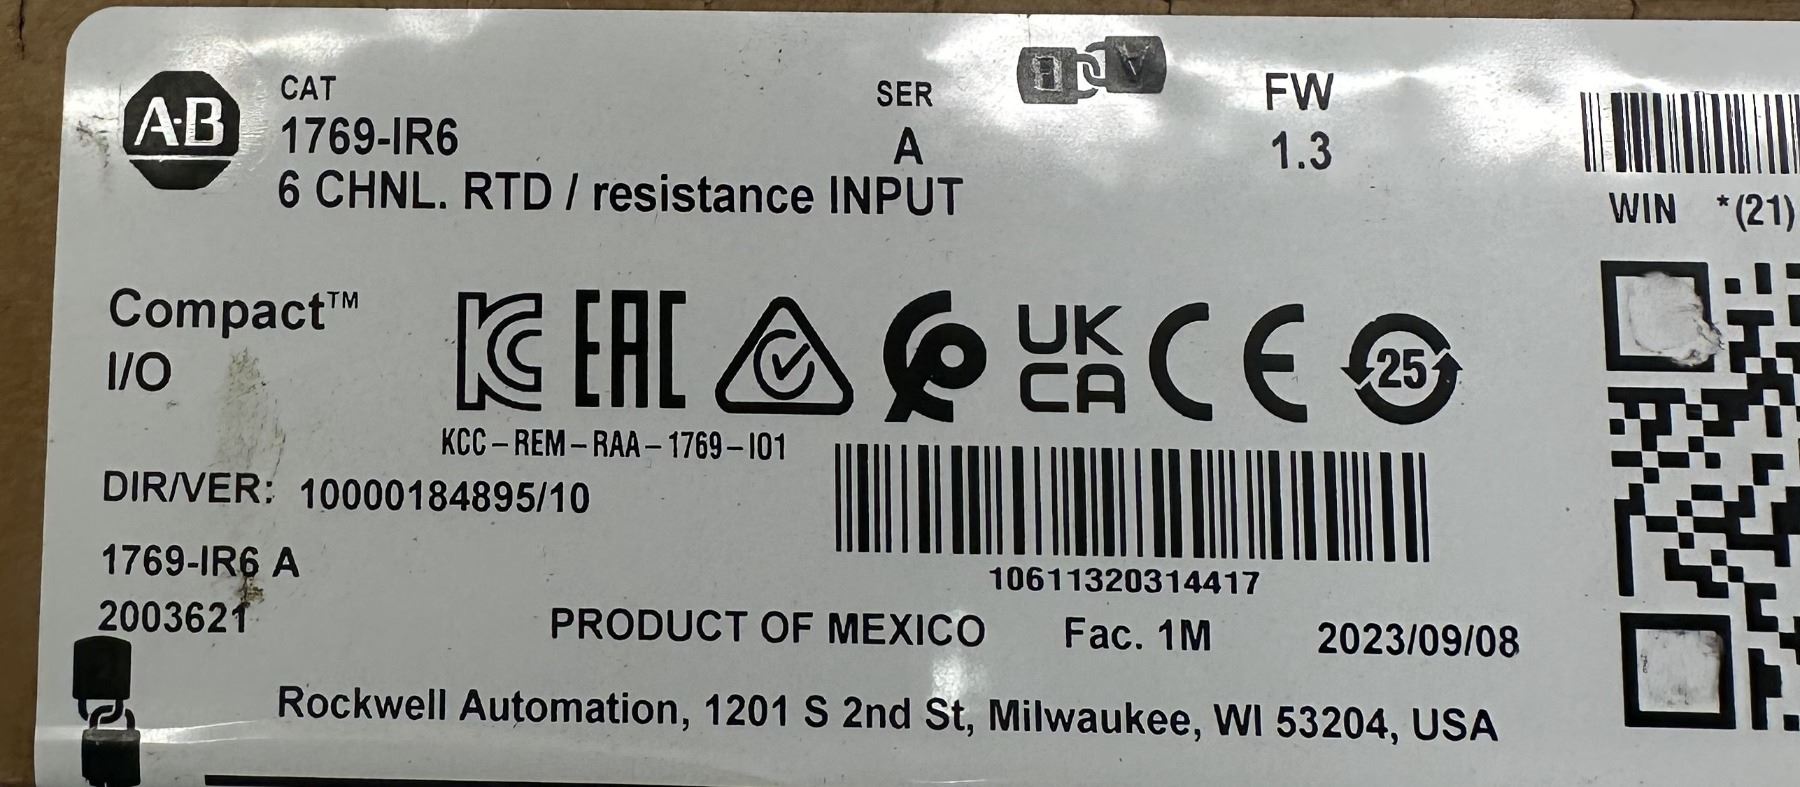 A-B CAT SER FW
1769-IR6 A 1.3
6 CHNL. RTD / resistance INPUT
WIN *(21)
Compact™
I/O
EAC UK CA CE 25
KCC-REM-RAA-1769-I01
DIR/VER: 10000184895/10
1769-IR6 A
10611320314417
2003621
PRODUCT OF MEXICO Fac. 1M 2023/09/08
Rockwell Automation, 1201 S 2nd St, Milwaukee, WI 53204, USA